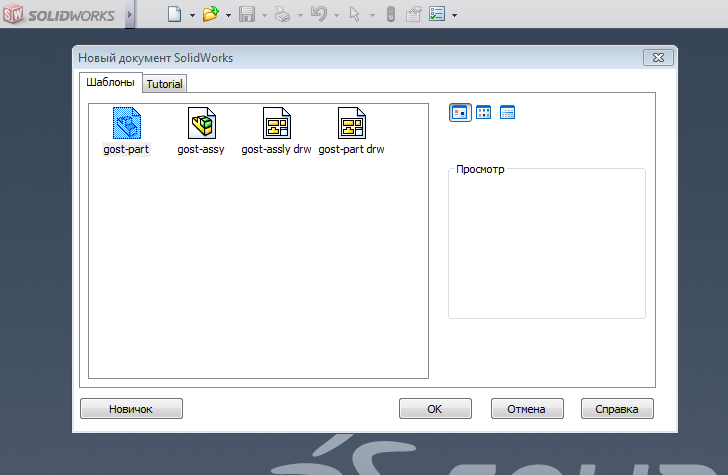 SOLIDWORKS
Новый документ SolidWorks
Шаблоны Tutorial
gost-part gost-assy gost-assly drw gost-part drw
Просмотр
Новичок OK Отмена Справка
SOLID